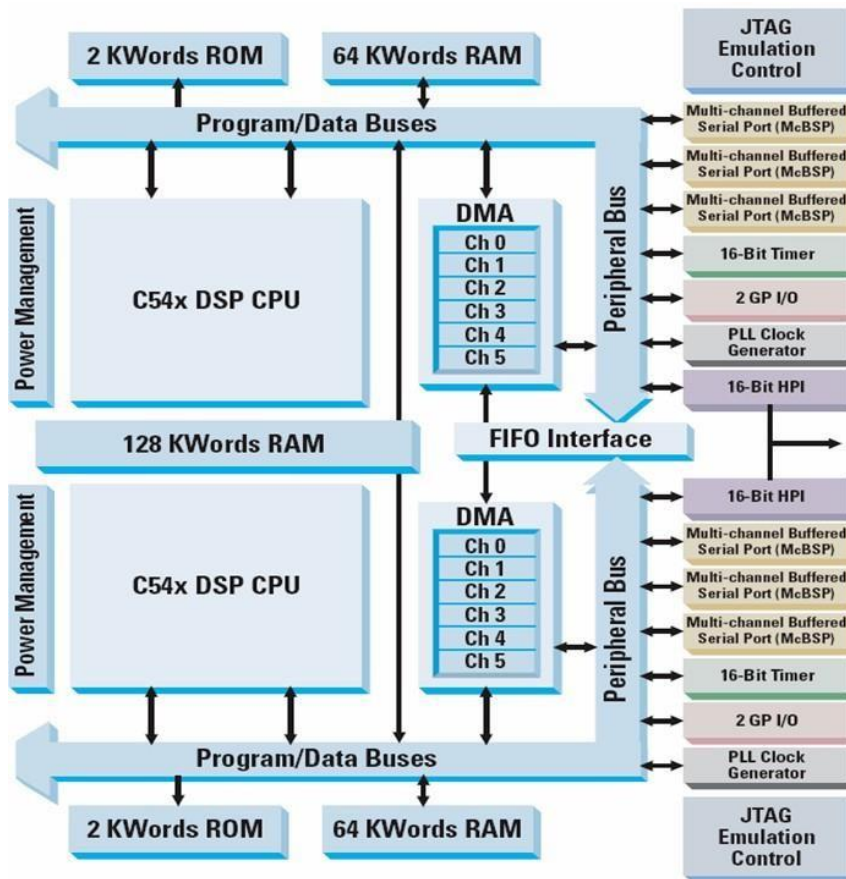 2 KWords ROM
64 KWords RAM
JTAG
Emulation
Control
Program/Data Buses
Multi-channel Buffered
Serial Port (McBSP)
Multi-channel Buffered
Serial Port (McBSP)
Multi-channel Buffered
Serial Port (McBSP)
16-Bit Timer
2 GP I/O
PLL Clock
Generator
16-Bit HPI
Power Management
C54x DSP CPU
DMA
Ch 0
Ch 1
Ch 2
Ch 3
Ch 4
Ch 5
Peripheral Bus
128 KWords RAM
FIFO Interface
Power Management
C54x DSP CPU
DMA
Ch 0
Ch 1
Ch 2
Ch 3
Ch 4
Ch 5
Peripheral Bus
16-Bit HPI
Multi-channel Buffered
Serial Port (McBSP)
Multi-channel Buffered
Serial Port (McBSP)
Multi-channel Buffered
Serial Port (McBSP)
16-Bit Timer
2 GP I/O
PLL Clock
Generator
Program/Data Buses
2 KWords ROM
64 KWords RAM
JTAG
Emulation
Control